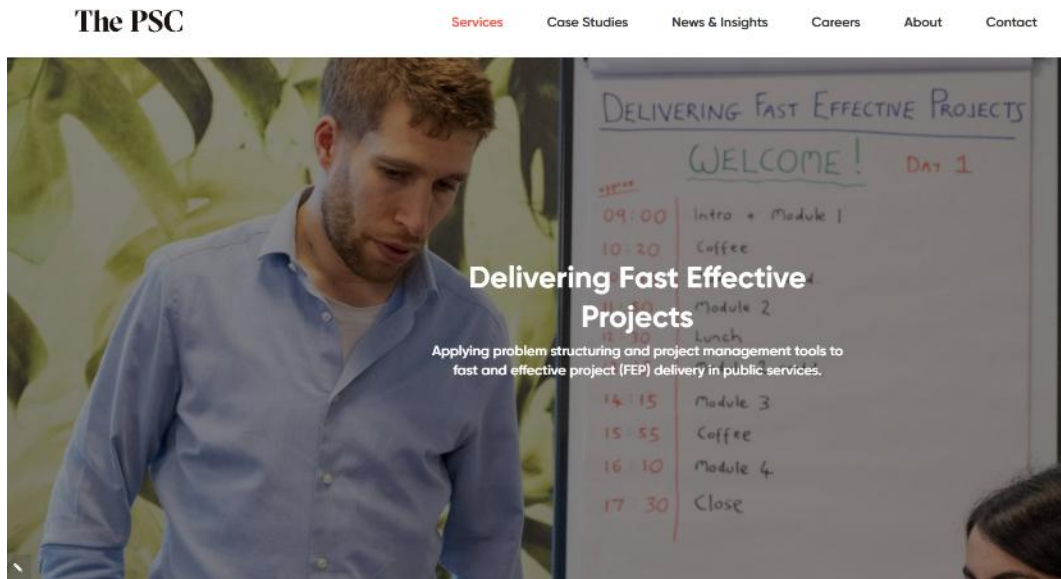 The PSC
Services Case Studies News & Insights Careers About Contact
DELIVERING FAST EFFECTIVE PROJECTS
WELCOME! DAY 1
approx
09:00 Intro + Module 1
10:20 Coffee
Delivering Fast Effective
Projects
Module 2
Lunch
Applying problem structuring and project management tools to
fast and effective project (FEP) delivery in public services.
14:15 Module 3
15:55 Coffee
16:10 Module 4
17:30 Close